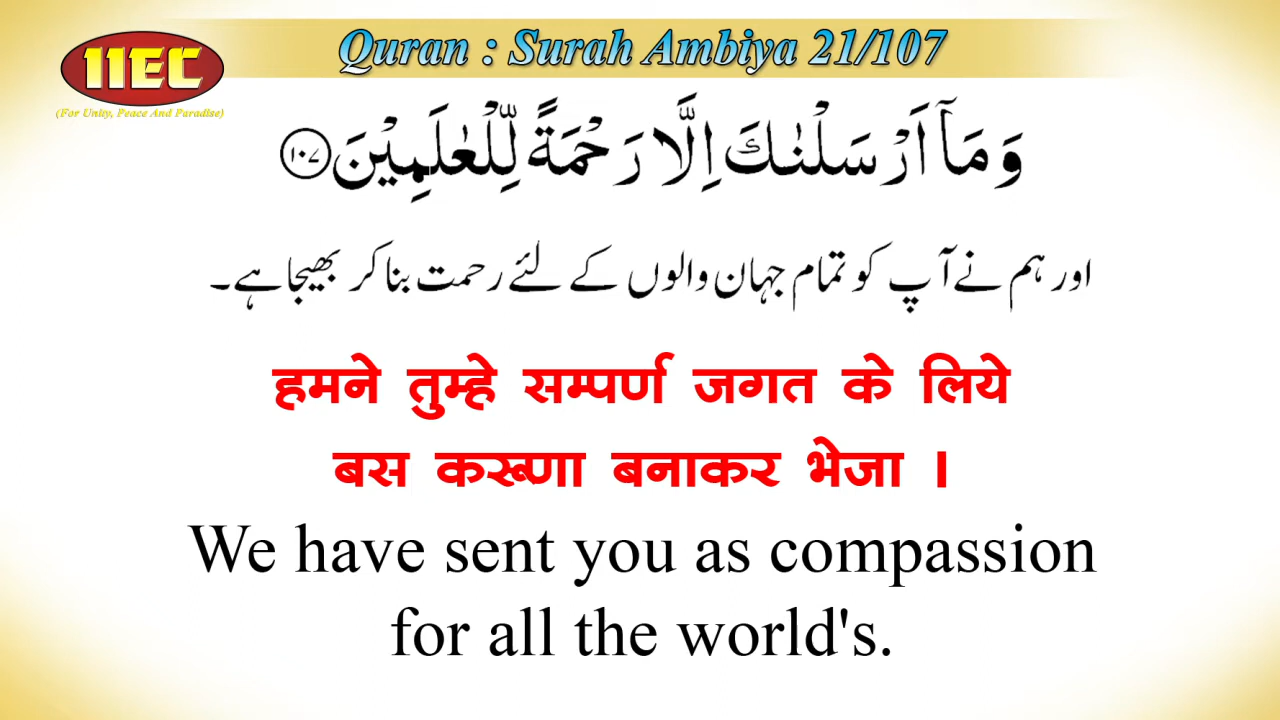 IIEC
(For Unity, Peace And Paradise)
Quran : Surah Ambiya 21/107
وَمَاۤ اَرْسَلْنٰكَ اِلَّا رَحْمَةً لِّلْعٰلَمِیْنَ ﴿۱۰۷﴾
اور ہم نے آپ کو تمام جہان والوں کے لئے رحمت بنا کر بھیجا ہے۔
हमने तुम्हे सम्पर्ण जगत के लिये
बस करूणा बनाकर भेजा ।
We have sent you as compassion
for all the world's.